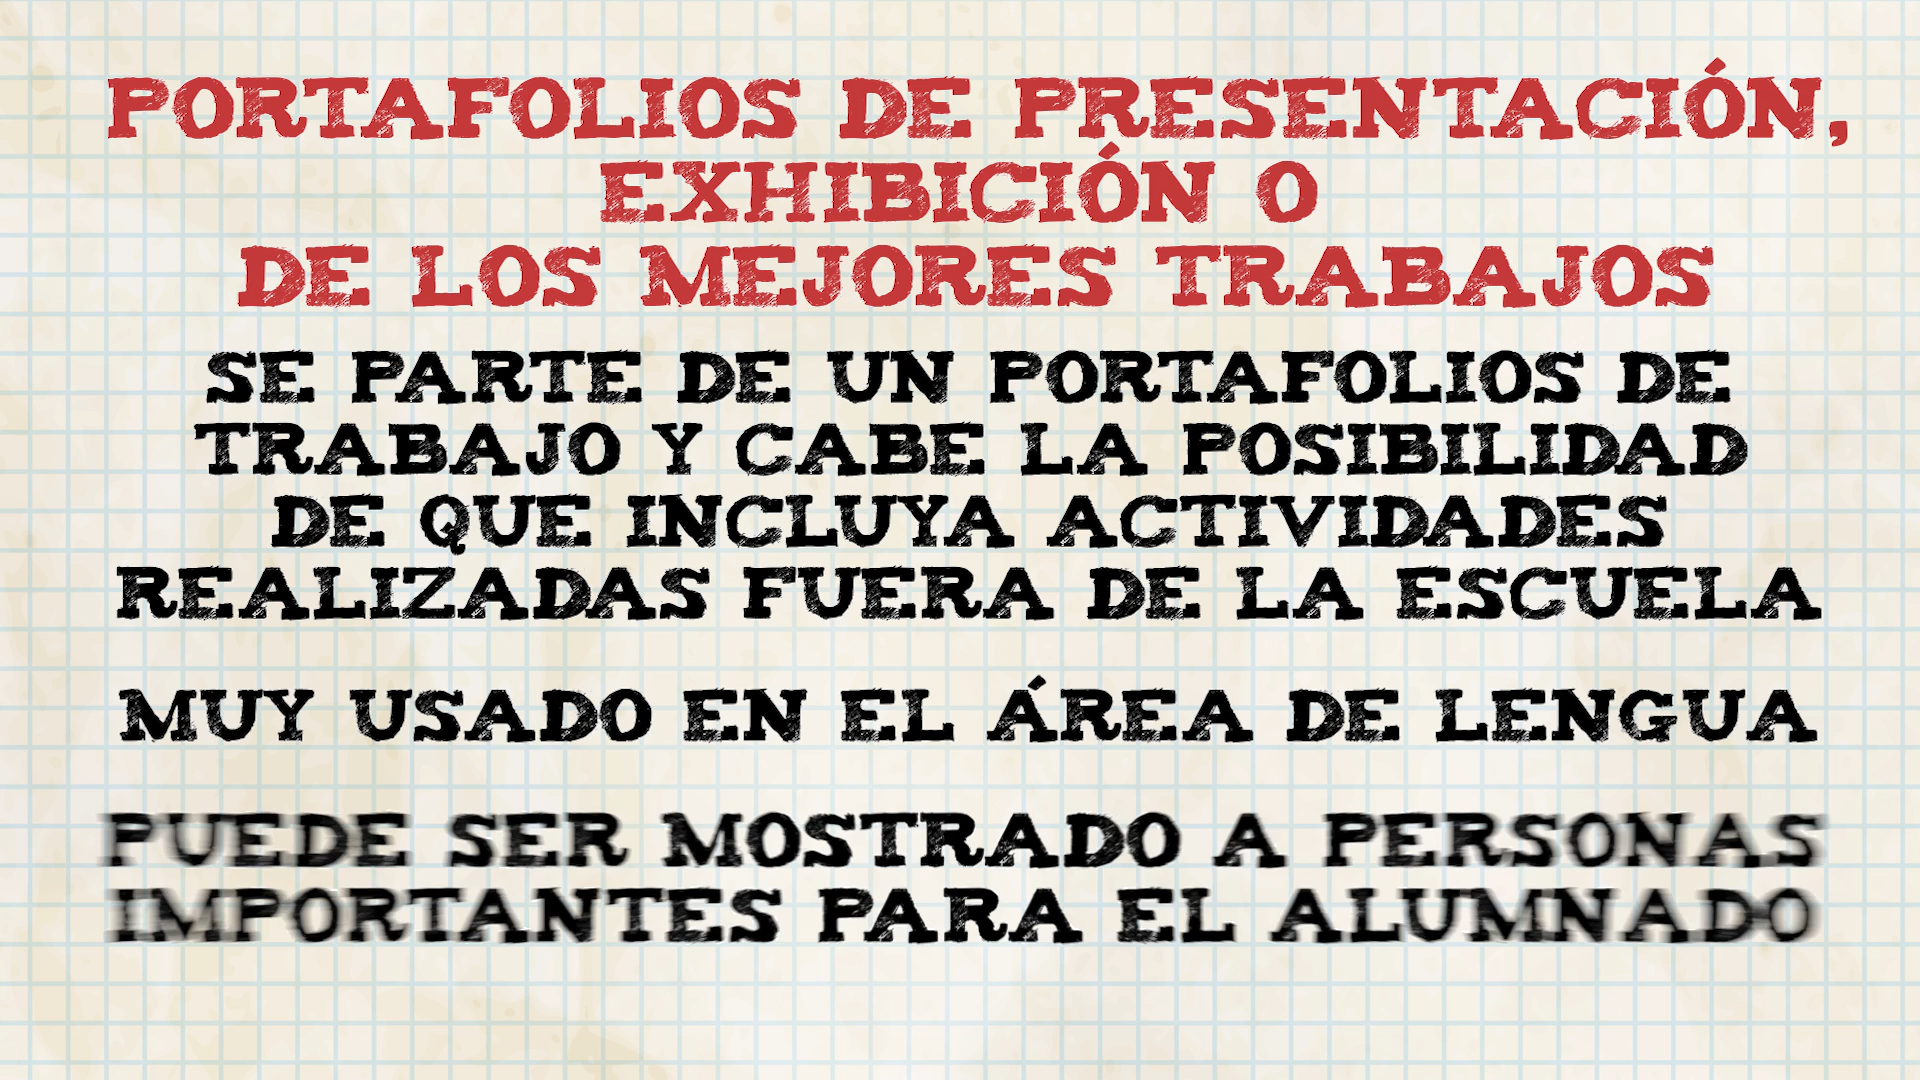 PORTAFOLIOS DE PRESENTACIÓN,
EXHIBICIÓN O
DE LOS MEJORES TRABAJOS
SE PARTE DE UN PORTAFOLIOS DE
TRABAJO Y CABE LA POSIBILIDAD
DE QUE INCLUYA ACTIVIDADES
REALIZADAS FUERA DE LA ESCUELA
MUY USADO EN EL ÁREA DE LENGUA
PUEDE SER MOSTRADO A PERSONAS
IMPORTANTES PARA EL ALUMNADO